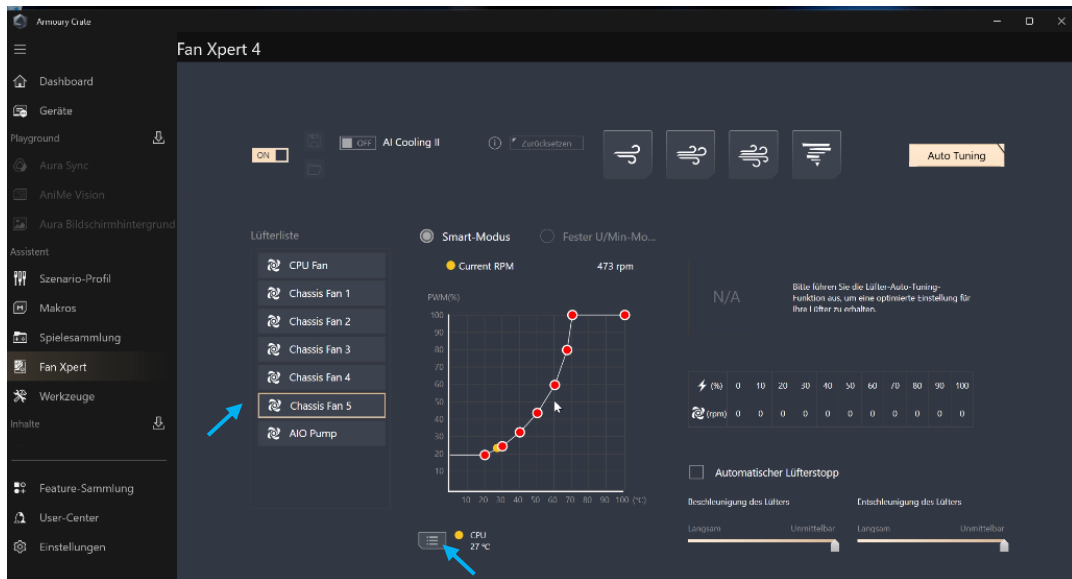 Armoury Crate
Fan Xpert 4
Dashboard
Geräte
Playground
Aura Sync
AniMe Vision
Aura Bildschirmhintergrund
Assistent
Szenario-Profil
Makros
Spielesammlung
Fan Xpert
Werkzeuge
Inhalte
Feature-Sammlung
User-Center
Einstellungen
ON
OFF AI Cooling II
Zurücksetzen
Auto Tuning
Lüfterliste
CPU Fan
Chassis Fan 1
Chassis Fan 2
Chassis Fan 3
Chassis Fan 4
Chassis Fan 5
AIO Pump
Smart-Modus Fester U/Min-Mo...
Current RPM 473 rpm
PWM(%)
100
90
80
70
60
50
40
30
20
10
10 20 30 40 50 60 70 80 90 100 (°C)
CPU
27 °C
N/A
Bitte führen Sie die Lüfter-Auto-Tuning-
Funktion aus, um eine optimierte Einstellung für
Ihre Lüfter zu erhalten.
(%) 0 10 20 30 40 50 60 70 80 90 100
(rpm) 0 0 0 0 0 0 0 0 0 0 0
Automatischer Lüfterstopp
Beschleunigung des Lüfters Entschleunigung des Lüfters
Langsam Unmittelbar Langsam Unmittelbar